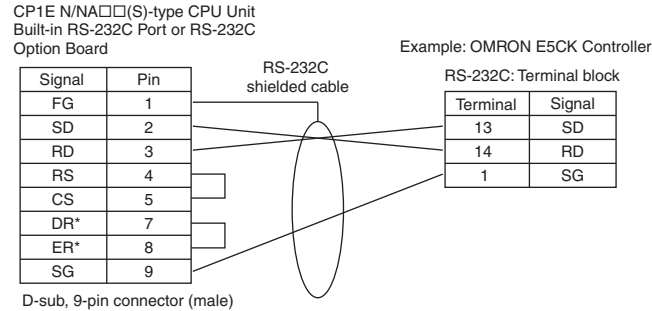 CP1E N/NA□□(S)-type CPU Unit
Built-in RS-232C Port or RS-232C
Option Board
Example: OMRON E5CK Controller
RS-232C
shielded cable
RS-232C: Terminal block
Signal Pin
FG 1
SD 2
RD 3
RS 4
CS 5
DR* 7
ER* 8
SG 9
Terminal Signal
13 SD
14 RD
1 SG
D-sub, 9-pin connector (male)